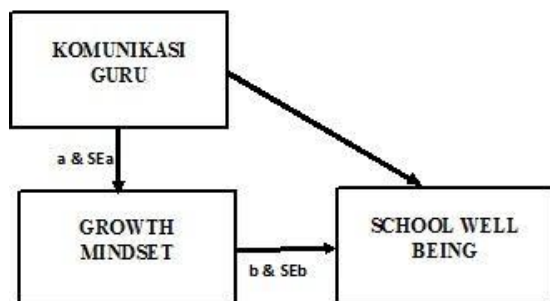 KOMUNIKASI
GURU
a & SEa
GROWTH
MINDSET
b & SEb
SCHOOL WELL
BEING